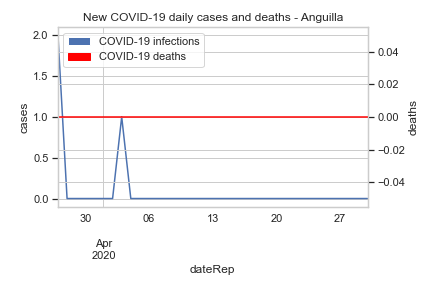 New COVID-19 daily cases and deaths - Anguilla
COVID-19 infections
COVID-19 deaths
2.0
1.5
1.0
0.5
0.0
cases
0.04
0.02
0.00
−0.02
−0.04
deaths
30
06
13
20
27
Apr
2020
dateRep